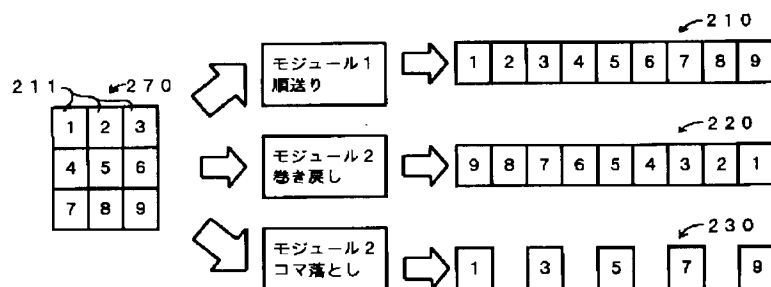 210
モジュール1
順送り
1 2 3 4 5 6 7 8 9
211
270
1 2 3
4 5 6
7 8 9
220
モジュール2
巻き戻し
9 8 7 6 5 4 3 2 1
230
モジュール2
コマ落とし
1 3 5 7 9